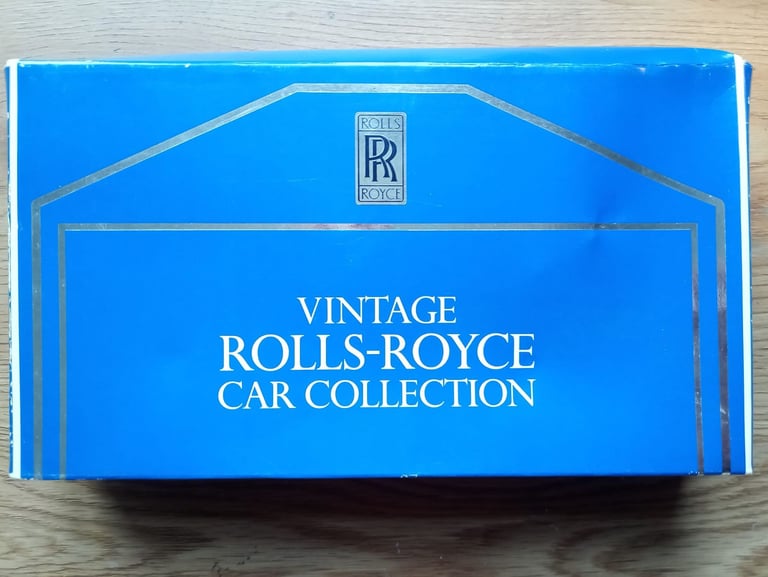 ROLLS
RR
ROYCE
VINTAGE
ROLLS-ROYCE
CAR COLLECTION